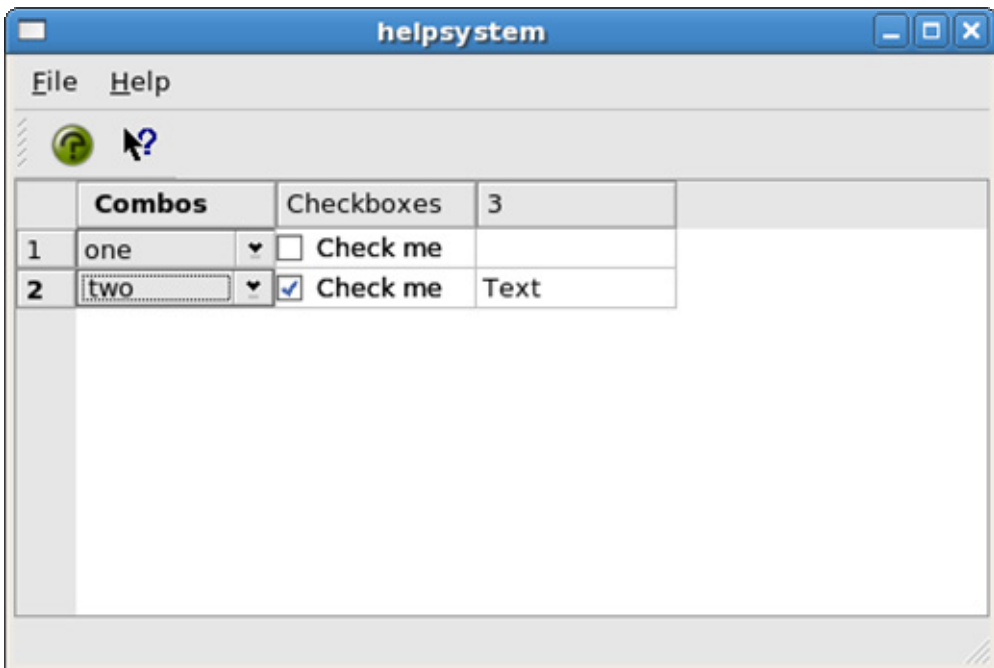 helpsystem
File Help
?
Combos Checkboxes 3
1 one Check me
2 two Check me Text